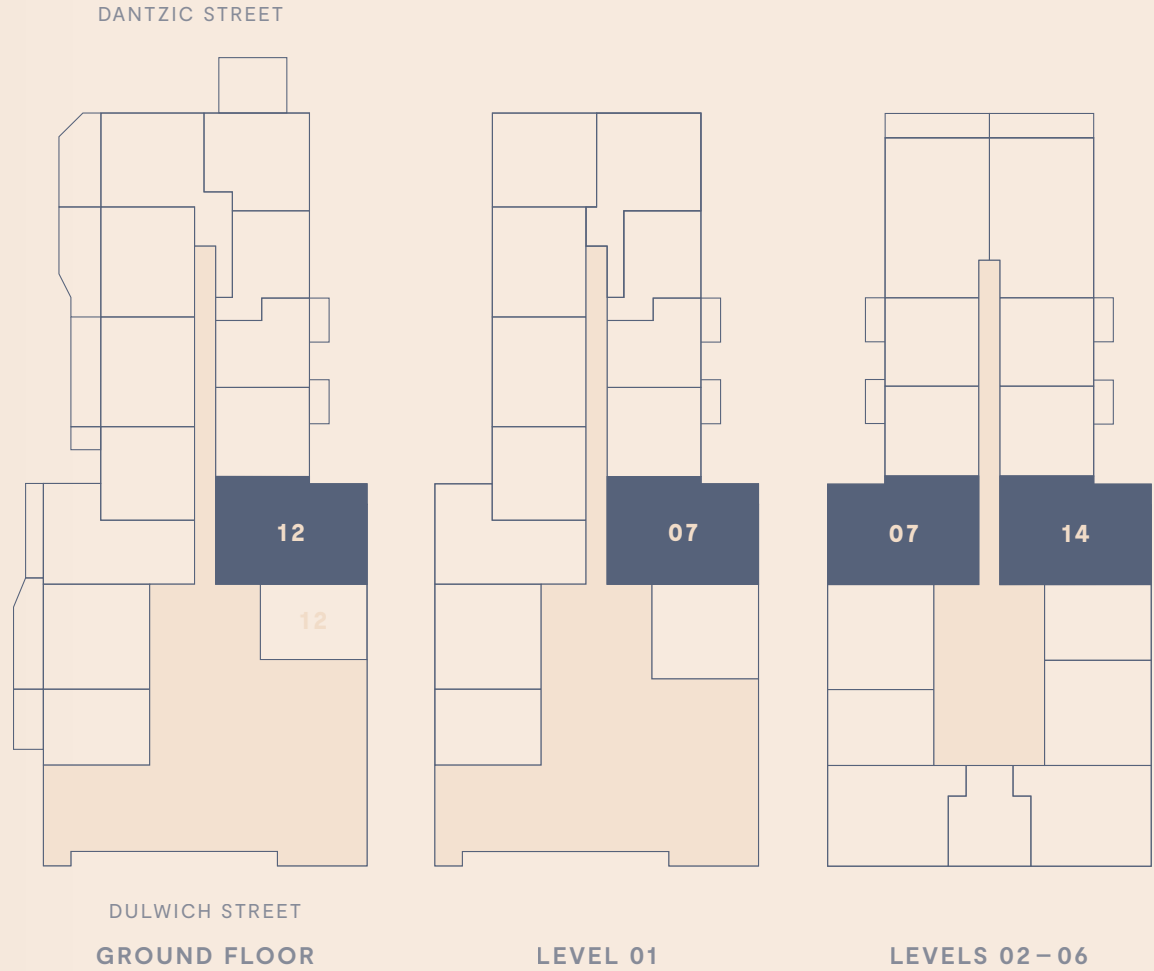 DANTZIC STREET
12
07
07
14
12
DULWICH STREET
GROUND FLOOR
LEVEL 01
LEVELS 02 – 06